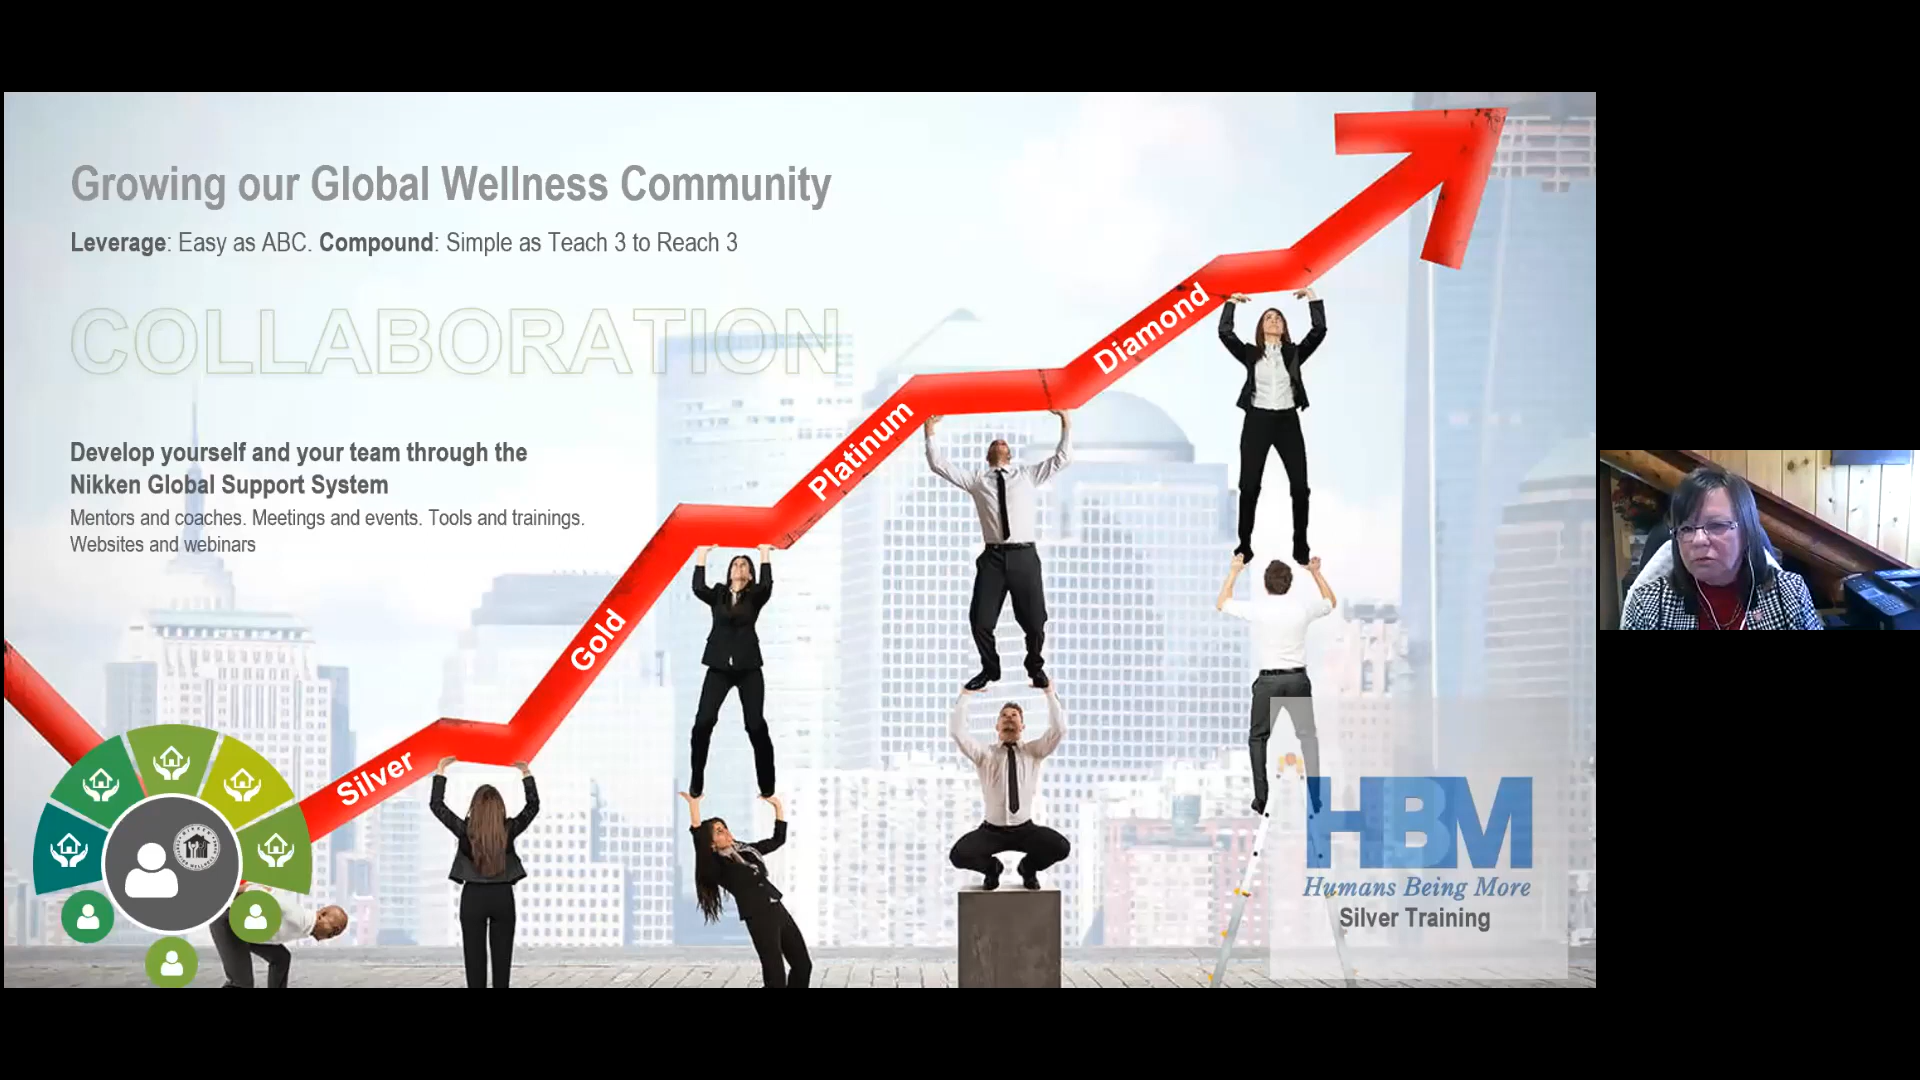 Growing our Global Wellness Community
Leverage: Easy as ABC. Compound: Simple as Teach 3 to Reach 3
COLLABORATION
Develop yourself and your team through the
Nikken Global Support System
Mentors and coaches. Meetings and events. Tools and trainings.
Websites and webinars
Silver
Gold
Platinum
Diamond
HBM
Humans Being More
Silver Training